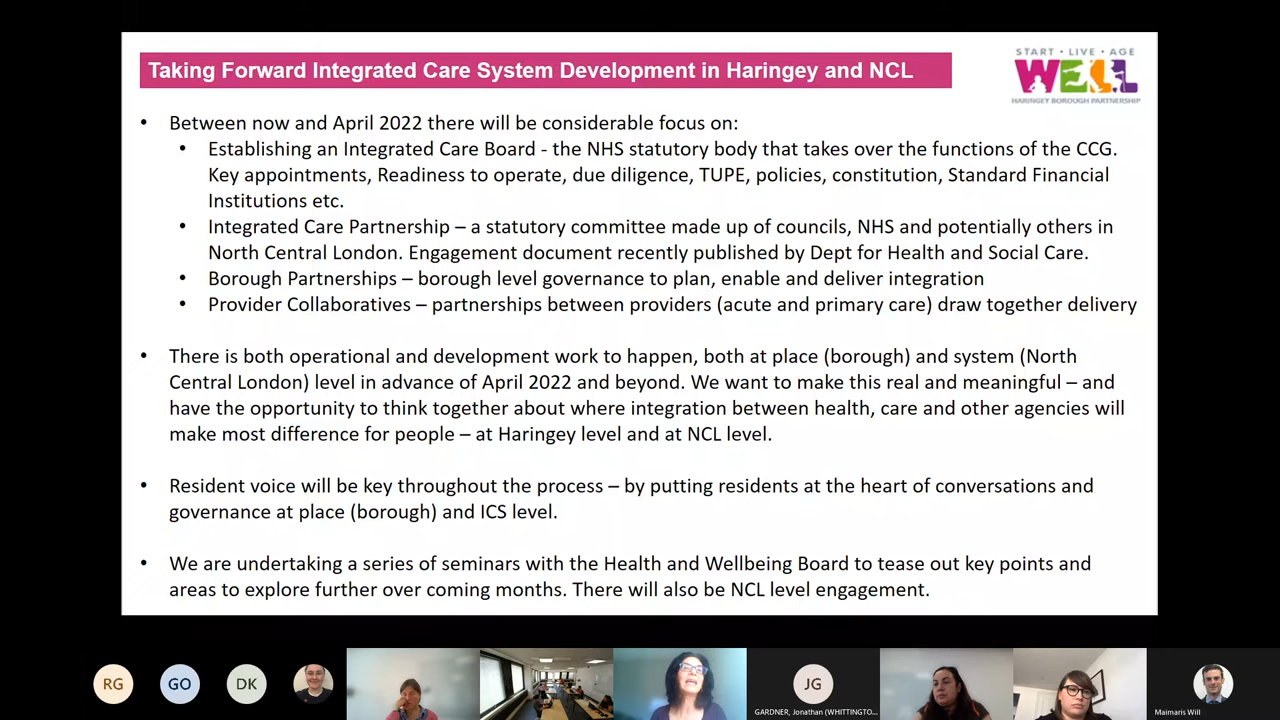 Taking Forward Integrated Care System Development in Haringey and NCL
START • LIVE • AGE
WELL
HARINGEY BOROUGH PARTNERSHIP
• Between now and April 2022 there will be considerable focus on:
• Establishing an Integrated Care Board - the NHS statutory body that takes over the functions of the CCG.
Key appointments, Readiness to operate, due diligence, TUPE, policies, constitution, Standard Financial
Institutions etc.
• Integrated Care Partnership – a statutory committee made up of councils, NHS and potentially others in
North Central London. Engagement document recently published by Dept for Health and Social Care.
• Borough Partnerships – borough level governance to plan, enable and deliver integration
• Provider Collaboratives – partnerships between providers (acute and primary care) draw together delivery
• There is both operational and development work to happen, both at place (borough) and system (North
Central London) level in advance of April 2022 and beyond. We want to make this real and meaningful – and
have the opportunity to think together about where integration between health, care and other agencies will
make most difference for people – at Haringey level and at NCL level.
• Resident voice will be key throughout the process – by putting residents at the heart of conversations and
governance at place (borough) and ICS level.
• We are undertaking a series of seminars with the Health and Wellbeing Board to tease out key points and
areas to explore further over coming months. There will also be NCL level engagement.
RG
GO
DK
JG
GARDNER, Jonathan (WHITTINGTO...
Maimaris Will